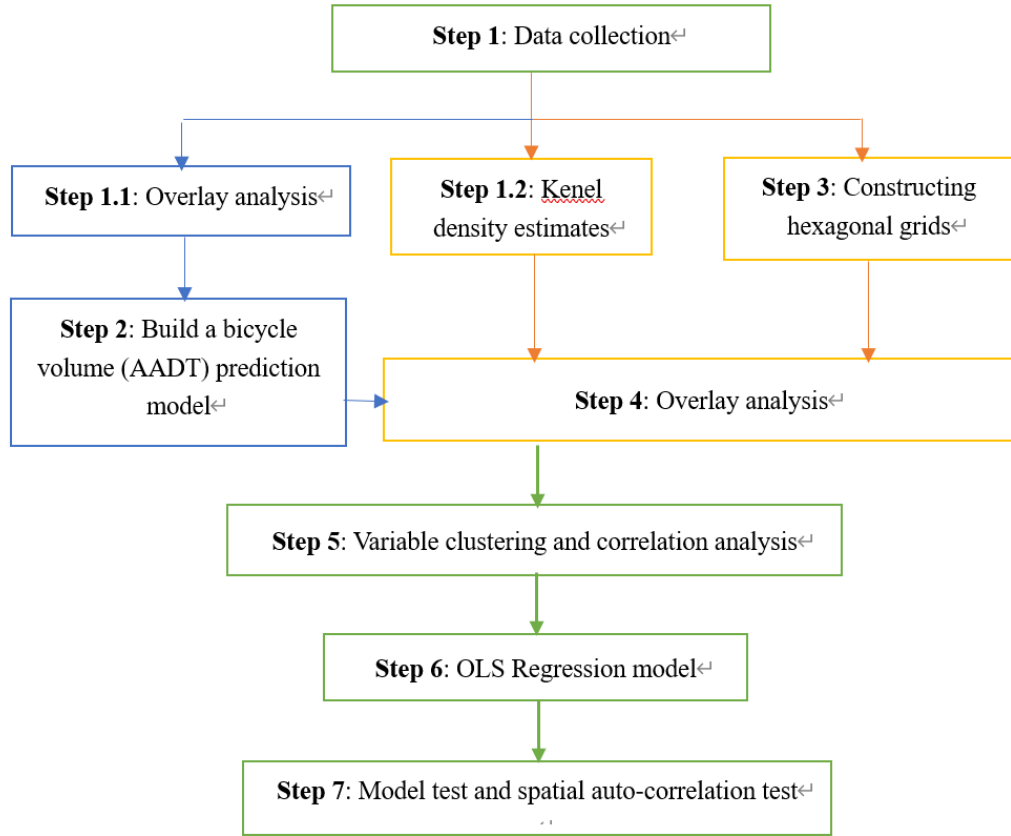 Step 1: Data collection↵
Step 1.1: Overlay analysis↵
Step 1.2: Kenel
density estimates↵
Step 3: Constructing
hexagonal grids↵
Step 2: Build a bicycle
volume (AADT) prediction
model↵
Step 4: Overlay analysis↵
Step 5: Variable clustering and correlation analysis↵
Step 6: OLS Regression model↵
Step 7: Model test and spatial auto-correlation test↵